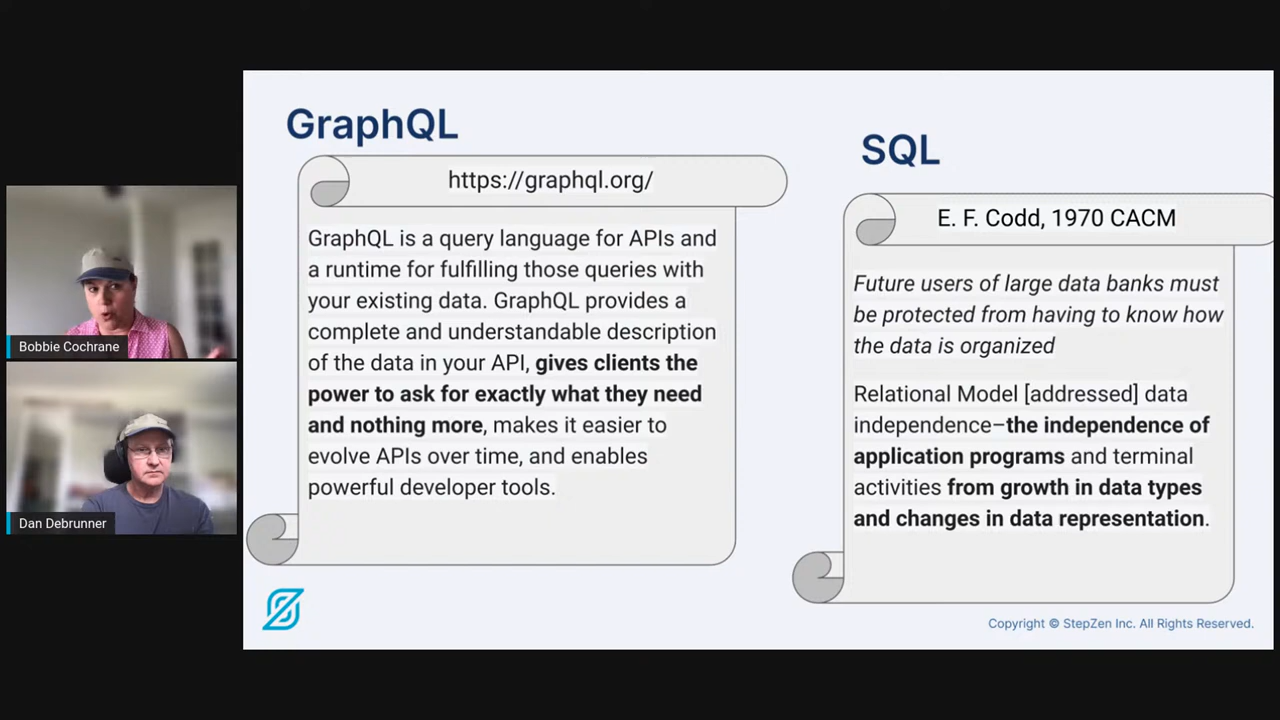 GraphQL
https://graphql.org/
GraphQL is a query language for APIs and
a runtime for fulfilling those queries with
your existing data. GraphQL provides a
complete and understandable description
of the data in your API, gives clients the
power to ask for exactly what they need
and nothing more, makes it easier to
evolve APIs over time, and enables
powerful developer tools.
SQL
E. F. Codd, 1970 CACM
Future users of large data banks must
be protected from having to know how
the data is organized
Relational Model [addressed] data
independence–the independence of
application programs and terminal
activities from growth in data types
and changes in data representation.
Copyright © StepZen Inc. All Rights Reserved.
Bobbie Cochrane
Dan Debrunner